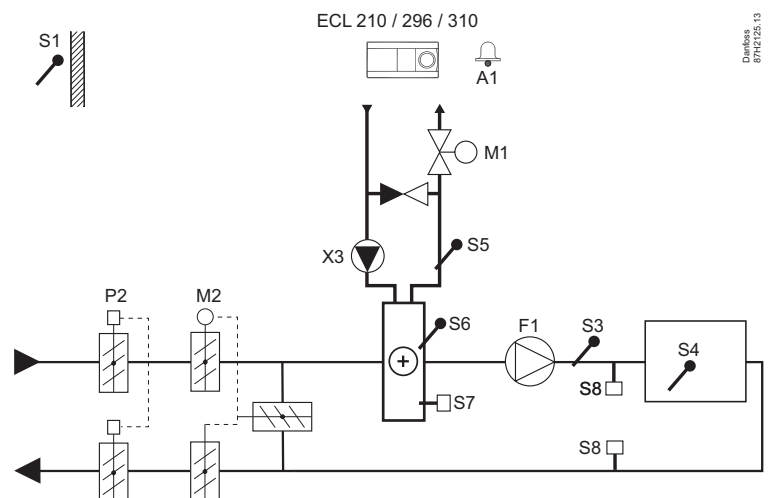 ECL 210 / 296 / 310
Danfoss
87H2125.13
S1
A1
M1
X3
S5
P2
M2
S6
F1
S3
S4
S7
S8
S8